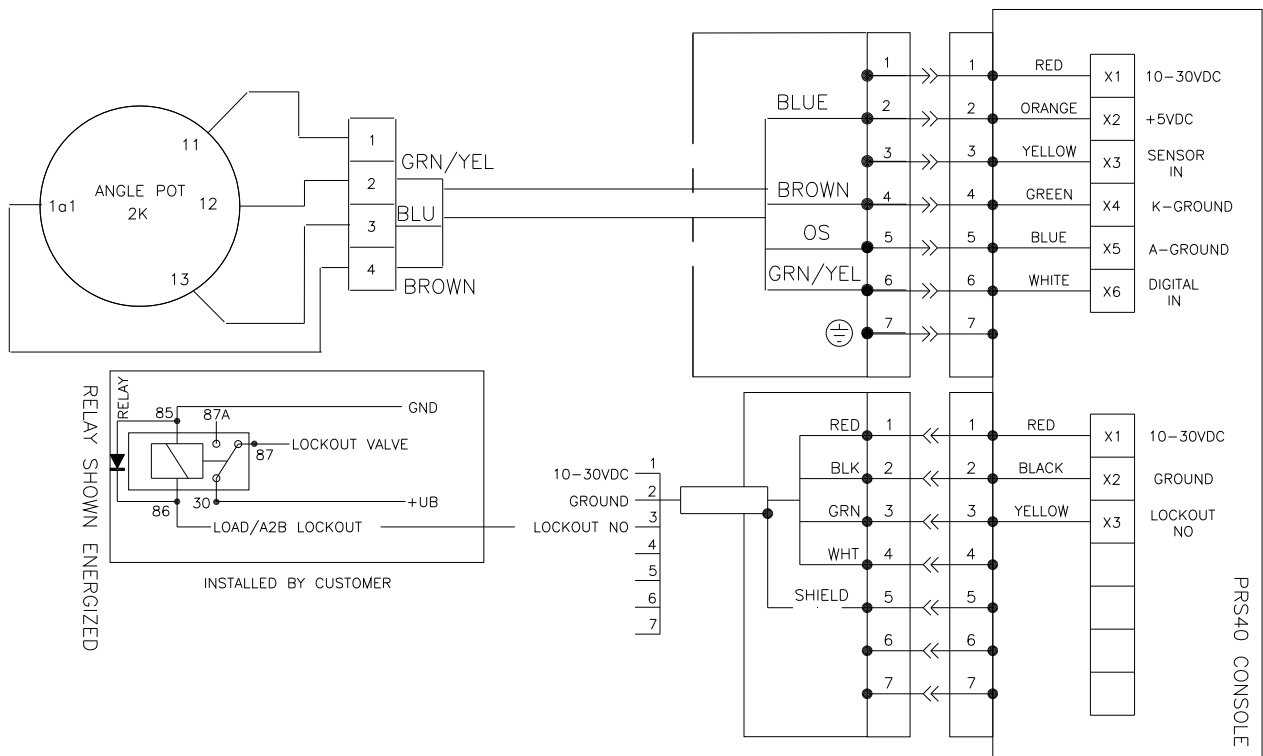 11
ANGLE POT
2K
1a1
12
13
1
2
3
4
GRN/YEL
BLU
BROWN
BLUE
BROWN
OS
GRN/YEL
1
2
3
4
5
6
7
1
2
3
4
5
6
7
RED
ORANGE
YELLOW
GREEN
BLUE
WHITE
X1
X2
X3
X4
X5
X6
10-30VDC
+5VDC
SENSOR
IN
K-GROUND
A-GROUND
DIGITAL
IN
RELAY SHOWN ENERGIZED
RELAY
85
87A
GND
LOCKOUT VALVE
87
30
+UB
86
LOAD/A2B LOCKOUT
INSTALLED BY CUSTOMER
10-30VDC
GROUND
LOCKOUT NO
1
2
3
4
5
6
7
RED
BLK
GRN
WHT
SHIELD
1
2
3
4
5
6
7
1
2
3
4
5
6
7
RED
BLACK
YELLOW
X1
X2
X3
10-30VDC
GROUND
LOCKOUT
NO
PRS40 CONSOLE